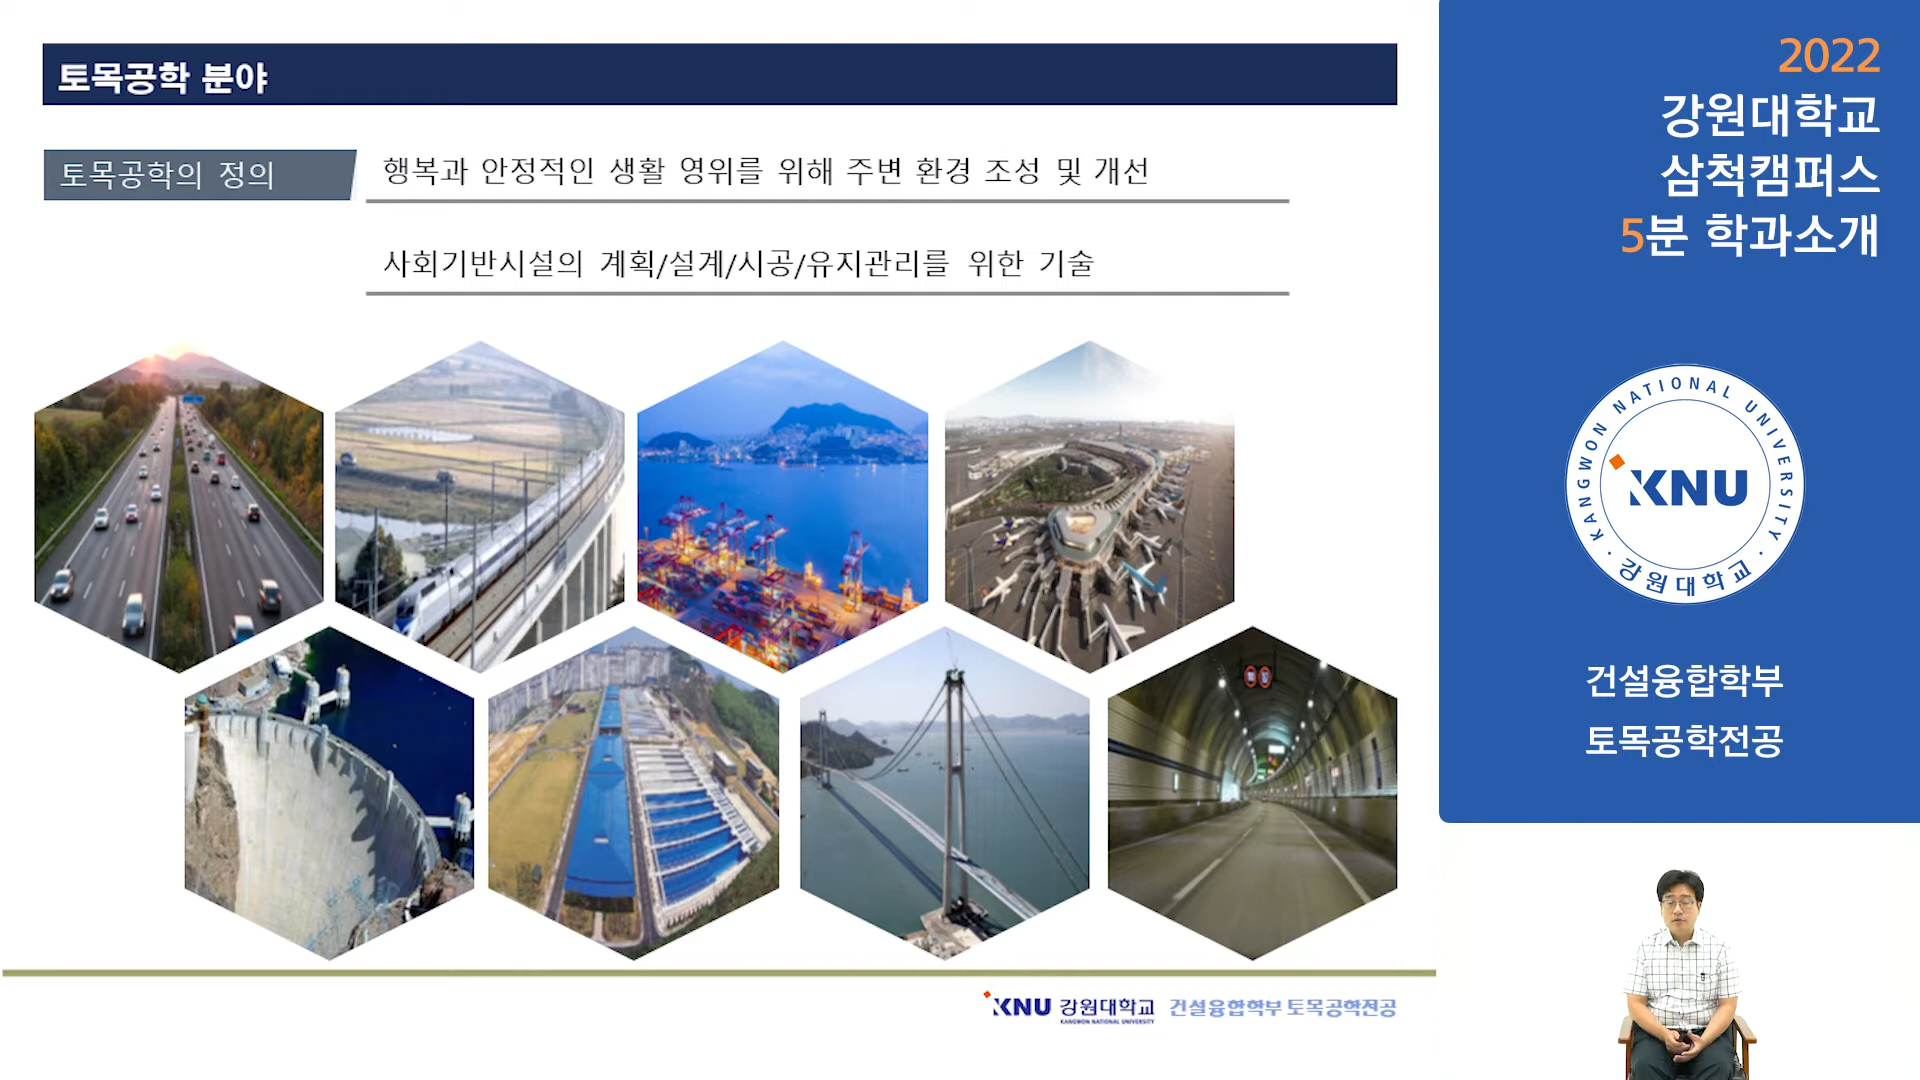 토목공학 분야
토목공학의 정의
행복과 안정적인 생활 영위를 위해 주변 환경 조성 및 개선
사회기반시설의 계획/설계/시공/유지관리를 위한 기술
KNU 강원대학교 건설융합학부 토목공학전공
KANGWON NATIONAL UNIVERSITY
2022
강원대학교
삼척캠퍼스
5분 학과소개
KANGWON NATIONAL UNIVERSITY
KNU
강원대학교
건설융합학부
토목공학전공